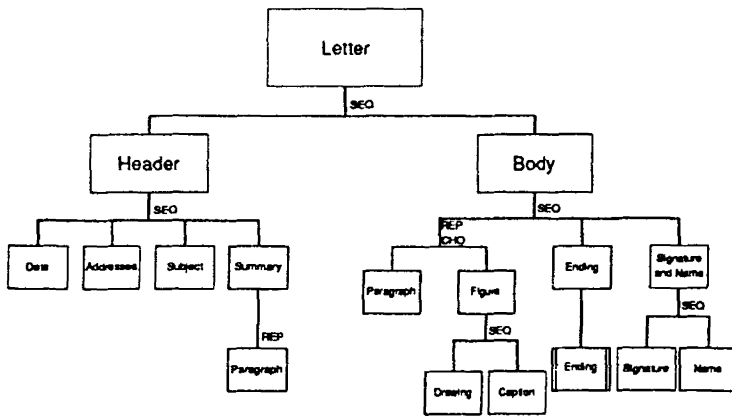 Letter
SEQ
Header
Body
SEQ
SEQ
REP
CHO
Date
Addresses
Subject
Summary
Paragraph
Figure
Ending
Signature
and Name
REP
SEQ
SEQ
Paragraph
Drawing
Caption
Ending
Signature
Name